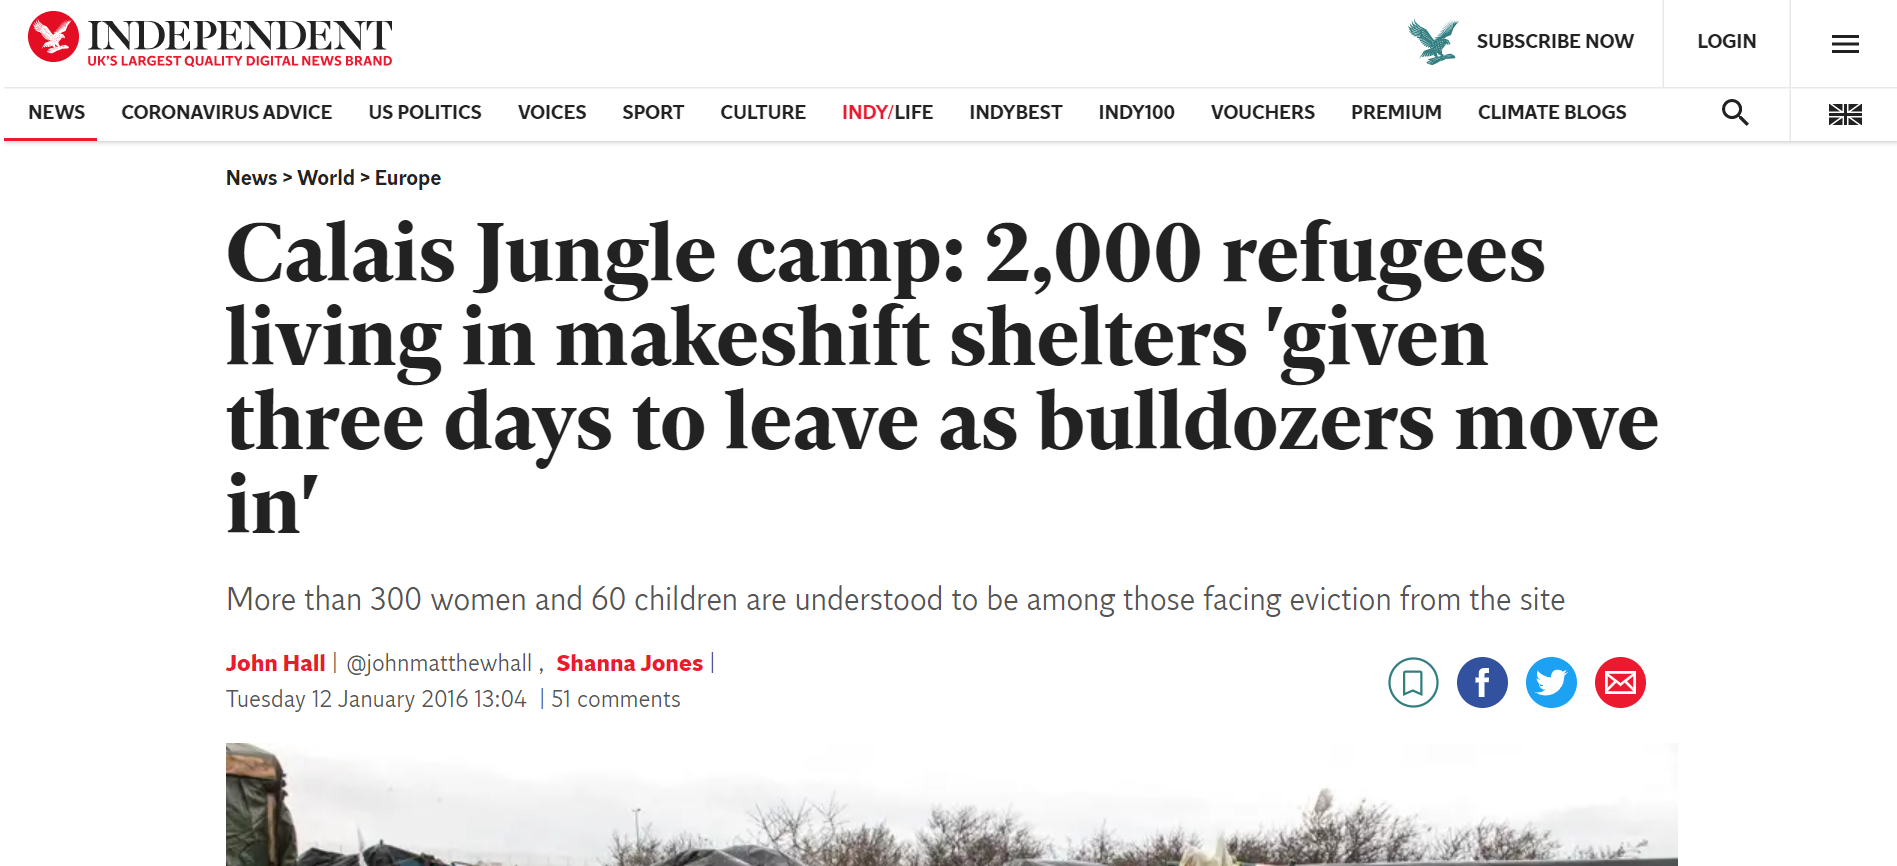 INDEPENDENT
UK'S LARGEST QUALITY DIGITAL NEWS BRAND
SUBSCRIBE NOW
LOGIN
NEWS CORONAVIRUS ADVICE US POLITICS VOICES SPORT CULTURE INDY/LIFE INDYBEST INDY100 VOUCHERS PREMIUM CLIMATE BLOGS
News > World > Europe
Calais Jungle camp: 2,000 refugees
living in makeshift shelters 'given
three days to leave as bulldozers move
in'
More than 300 women and 60 children are understood to be among those facing eviction from the site
John Hall | @johnmatthewhall , Shanna Jones |
Tuesday 12 January 2016 13:04 | 51 comments